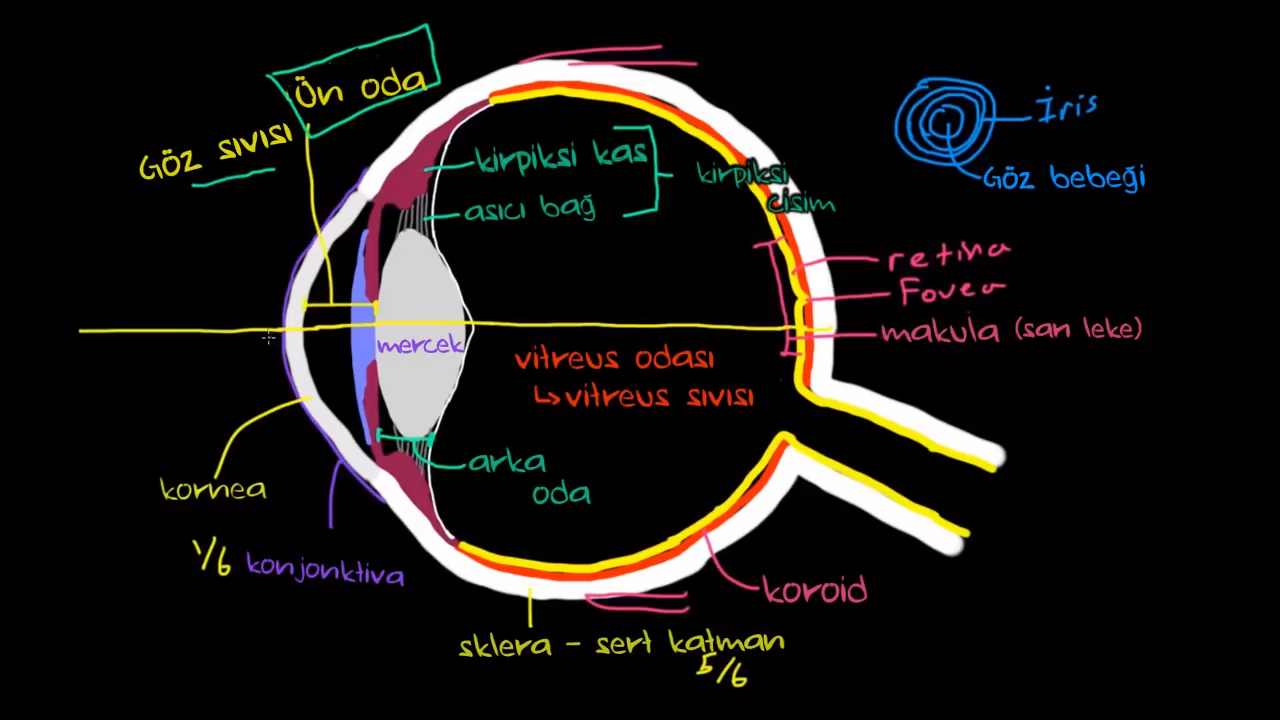 Ün oda
Göz sıvısı
kirpiksi kas
asıcı bağ
kirpiksi
cisim
İris
Göz bebeği
retina
Fovea
makula (sarı leke)
mercek
vitreus odası
↳ vitreus sıvısı
arka
oda
kornea
1/6 konjonktiva
koroid
sklera - sert katman
5/6